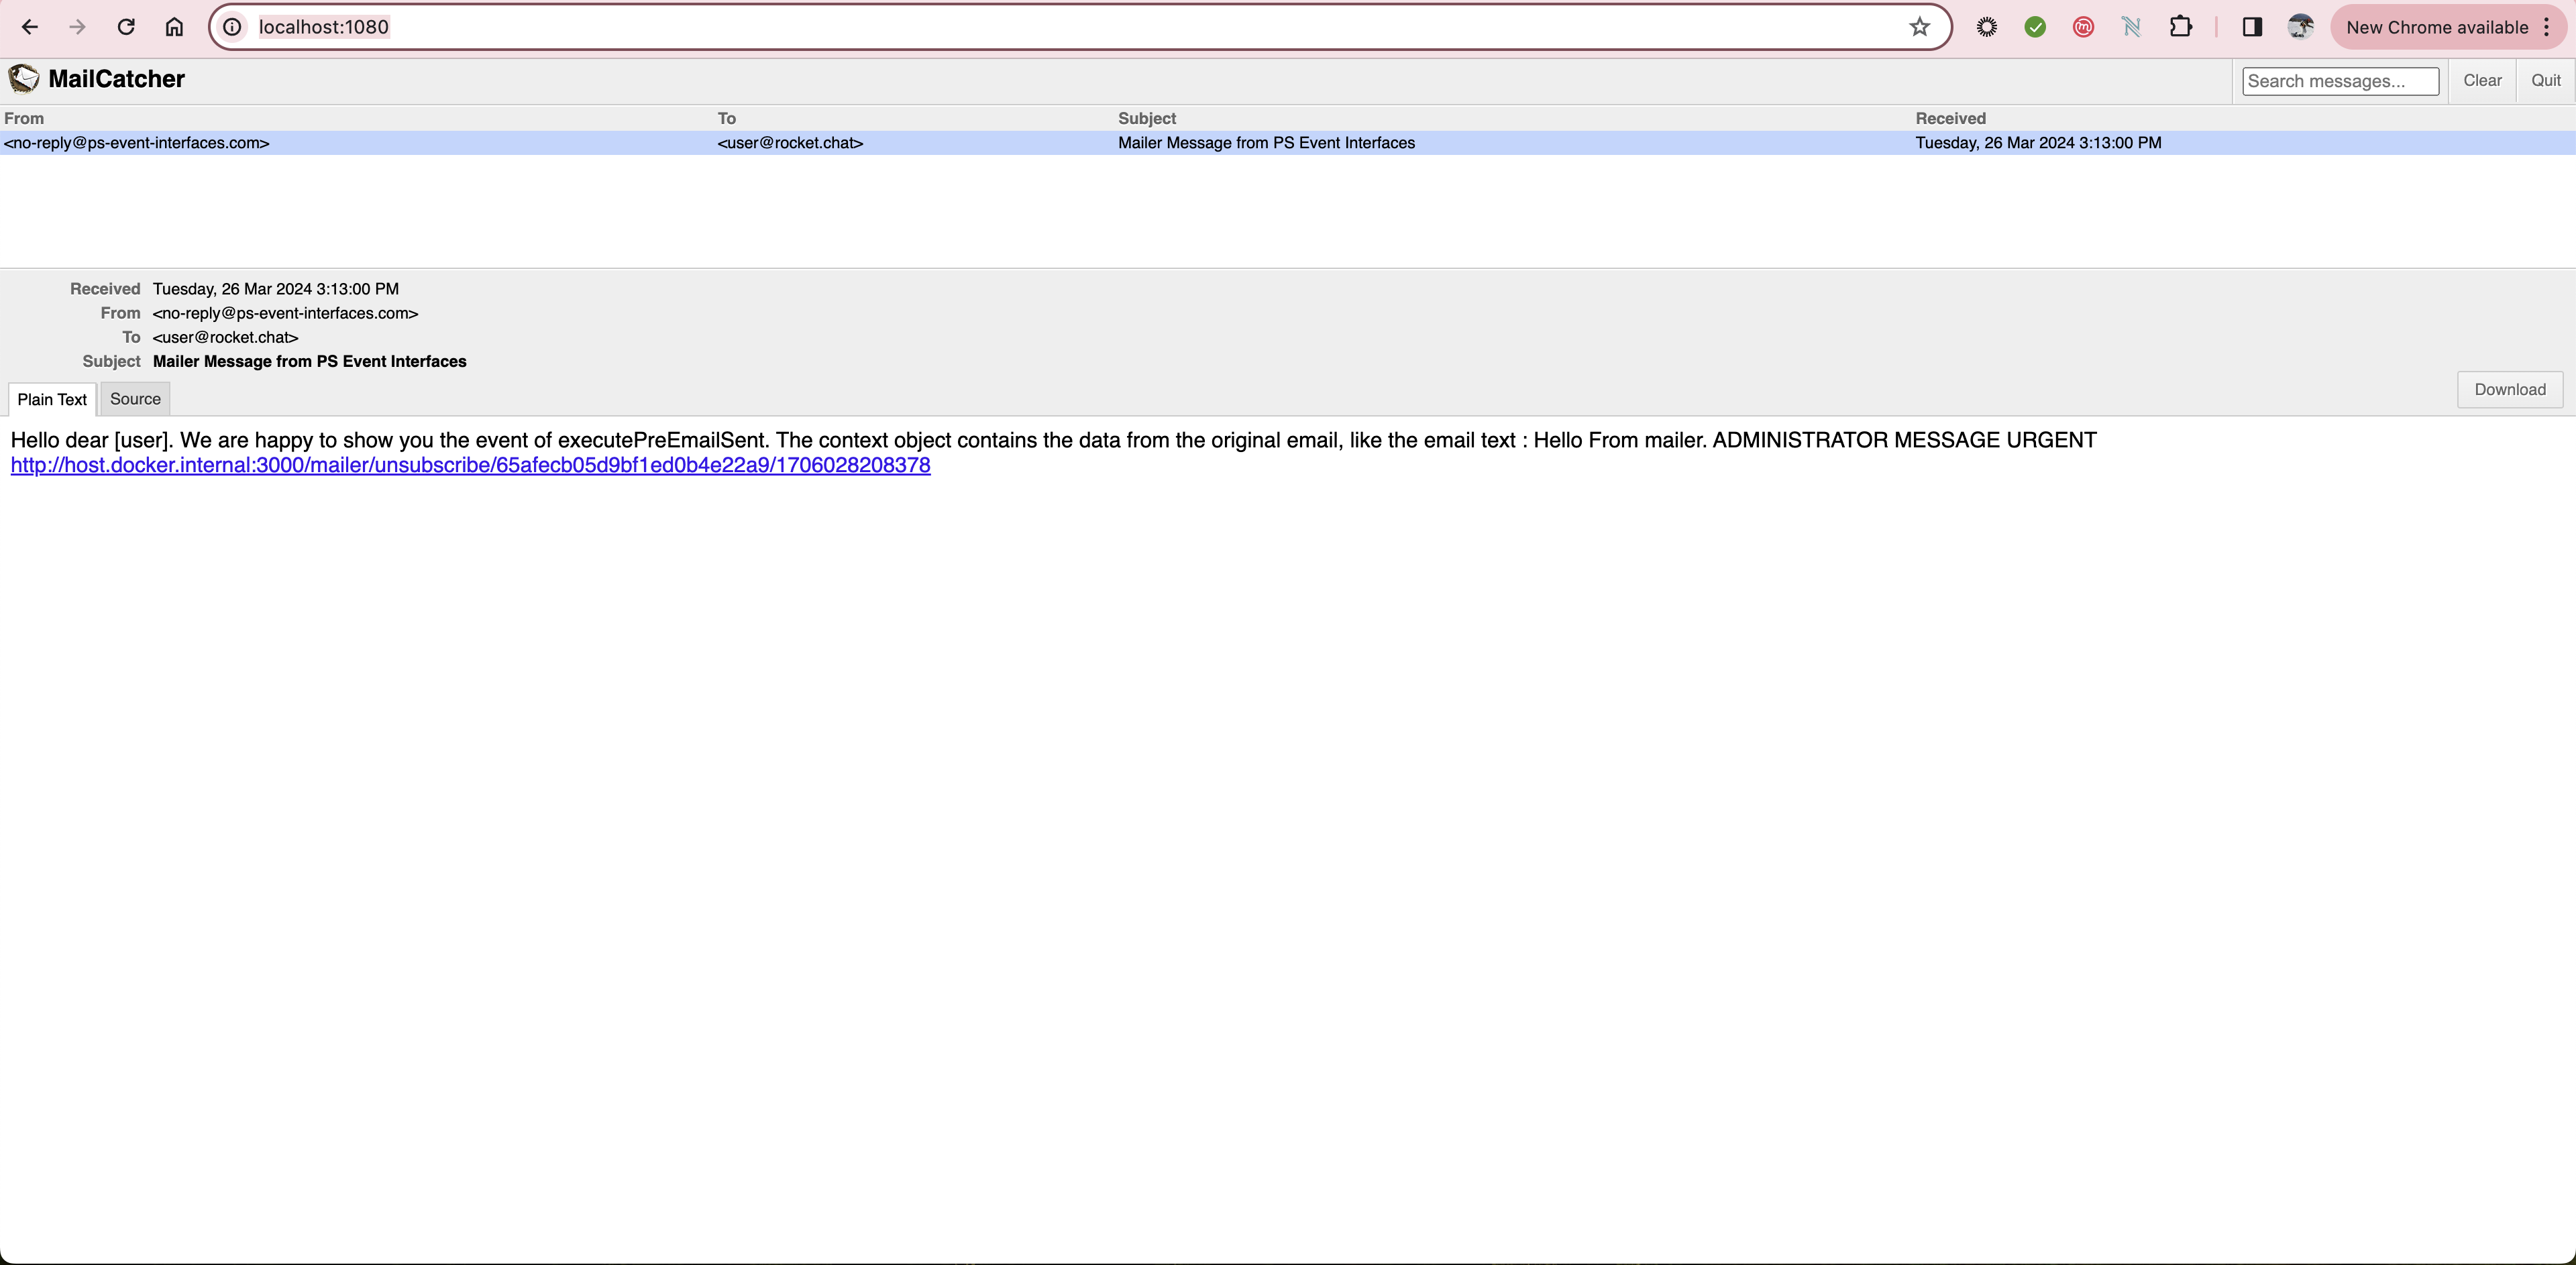 localhost:1080
New Chrome available
MailCatcher
Search messages...
Clear
Quit
From To Subject Received
<no-reply@ps-event-interfaces.com> <user@rocket.chat> Mailer Message from PS Event Interfaces Tuesday, 26 Mar 2024 3:13:00 PM
Received Tuesday, 26 Mar 2024 3:13:00 PM
From <no-reply@ps-event-interfaces.com>
To <user@rocket.chat>
Subject Mailer Message from PS Event Interfaces
Plain Text Source Download
Hello dear [user]. We are happy to show you the event of executePreEmailSent. The context object contains the data from the original email, like the email text : Hello From mailer. ADMINISTRATOR MESSAGE URGENT
http://host.docker.internal:3000/mailer/unsubscribe/65afecb05d9bf1ed0b4e22a9/1706028208378